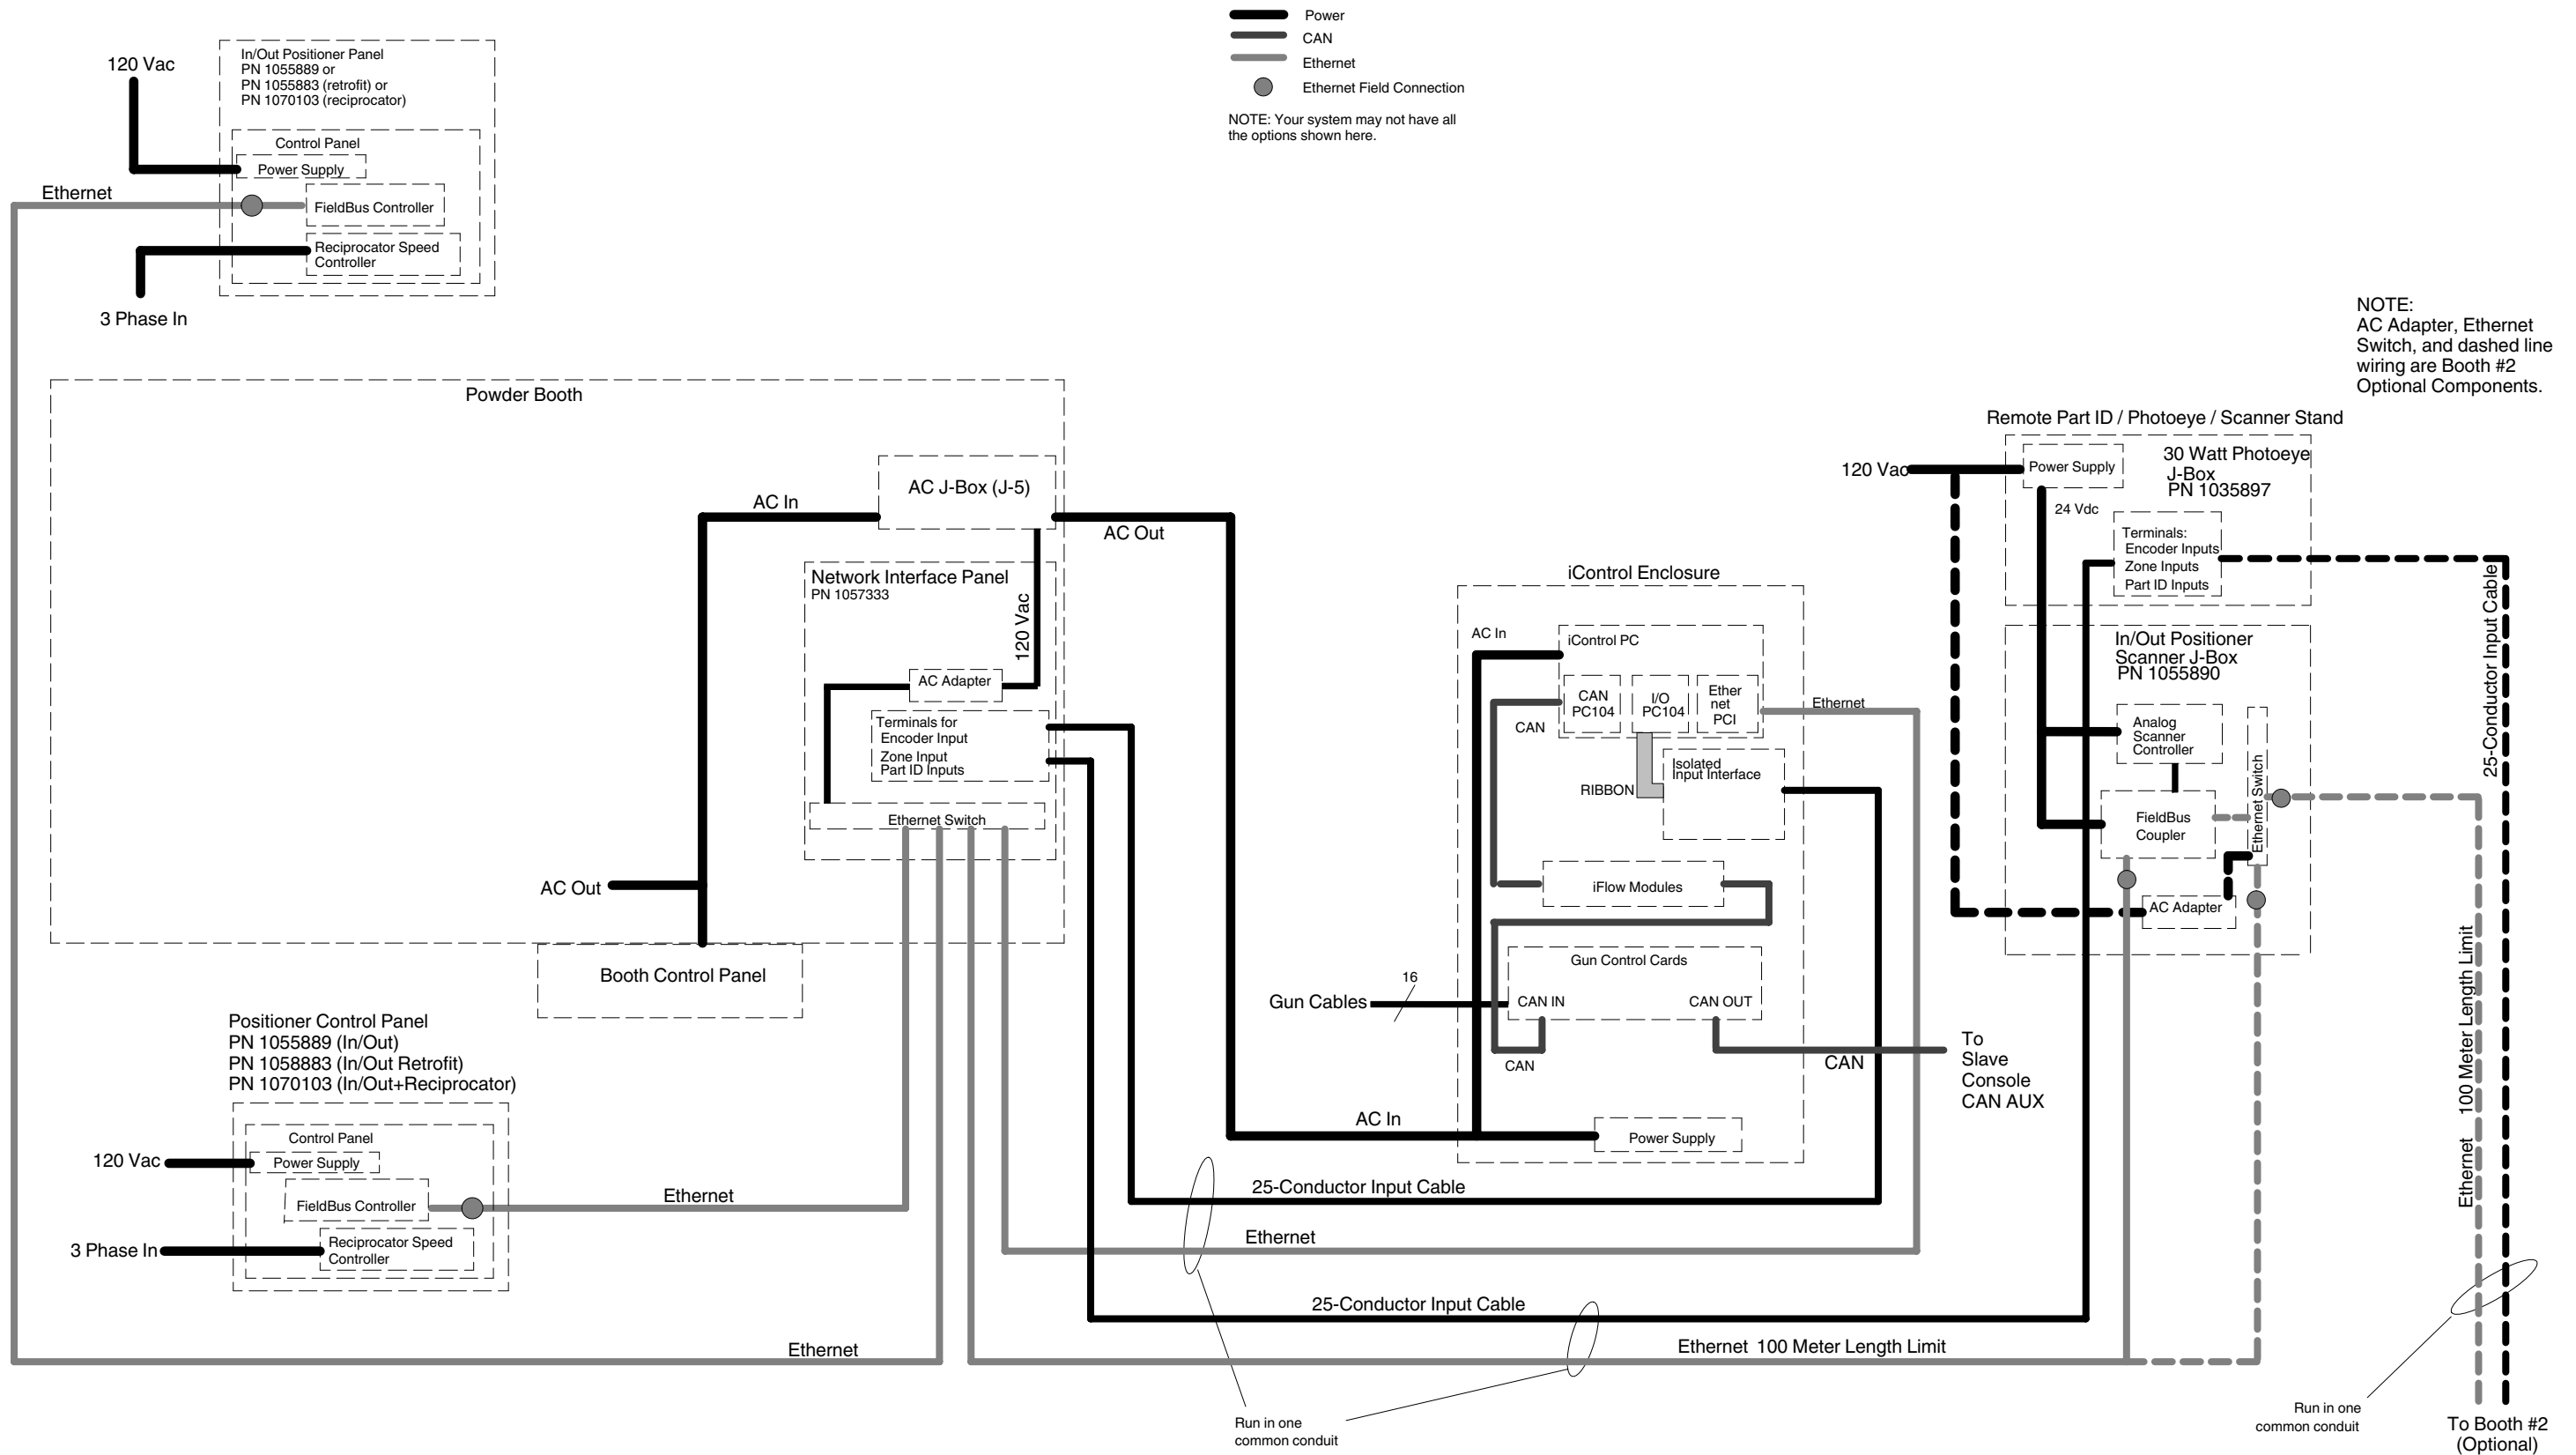 Power
CAN
Ethernet
Ethernet Field Connection
NOTE: Your system may not have all
the options shown here.
120 Vac
In/Out Positioner Panel
PN 1055889 or
PN 1055883 (retrofit) or
PN 1070103 (reciprocator)
Control Panel
Power Supply
Ethernet
FieldBus Controller
Reciprocator Speed
Controller
3 Phase In
NOTE:
AC Adapter, Ethernet
Switch, and dashed line
wiring are Booth #2
Optional Components.
Powder Booth
AC J-Box (J-5)
AC In
AC Out
Network Interface Panel
PN 1057333
120 Vac
AC Adapter
Terminals for
Encoder Input
Zone Input
Part ID Inputs
Ethernet Switch
AC Out
Booth Control Panel
iControl Enclosure
AC In
iControl PC
CAN
PC104
I/O
PC104
Ether
net
PCI
Ethernet
CAN
Isolated
Input Interface
RIBBON
iFlow Modules
Gun Control Cards
16
Gun Cables
CAN IN
CAN OUT
CAN
CAN
To
Slave
Console
CAN AUX
AC In
Power Supply
Remote Part ID / Photoeye / Scanner Stand
120 Vac
Power Supply
30 Watt Photoeye
J-Box
PN 1035897
24 Vdc
Terminals:
Encoder Inputs
Zone Inputs
Part ID Inputs
25-Conductor Input Cable
In/Out Positioner
Scanner J-Box
PN 1055890
Analog
Scanner
Controller
Ethernet Switch
FieldBus
Coupler
AC Adapter
Ethernet 100 Meter Length Limit
Positioner Control Panel
PN 1055889 (In/Out)
PN 1058883 (In/Out Retrofit)
PN 1070103 (In/Out+Reciprocator)
Control Panel
120 Vac
Power Supply
FieldBus Controller
Ethernet
3 Phase In
Reciprocator Speed
Controller
25-Conductor Input Cable
Ethernet
25-Conductor Input Cable
Ethernet
Ethernet 100 Meter Length Limit
Run in one
common conduit
Run in one
common conduit
To Booth #2
(Optional)